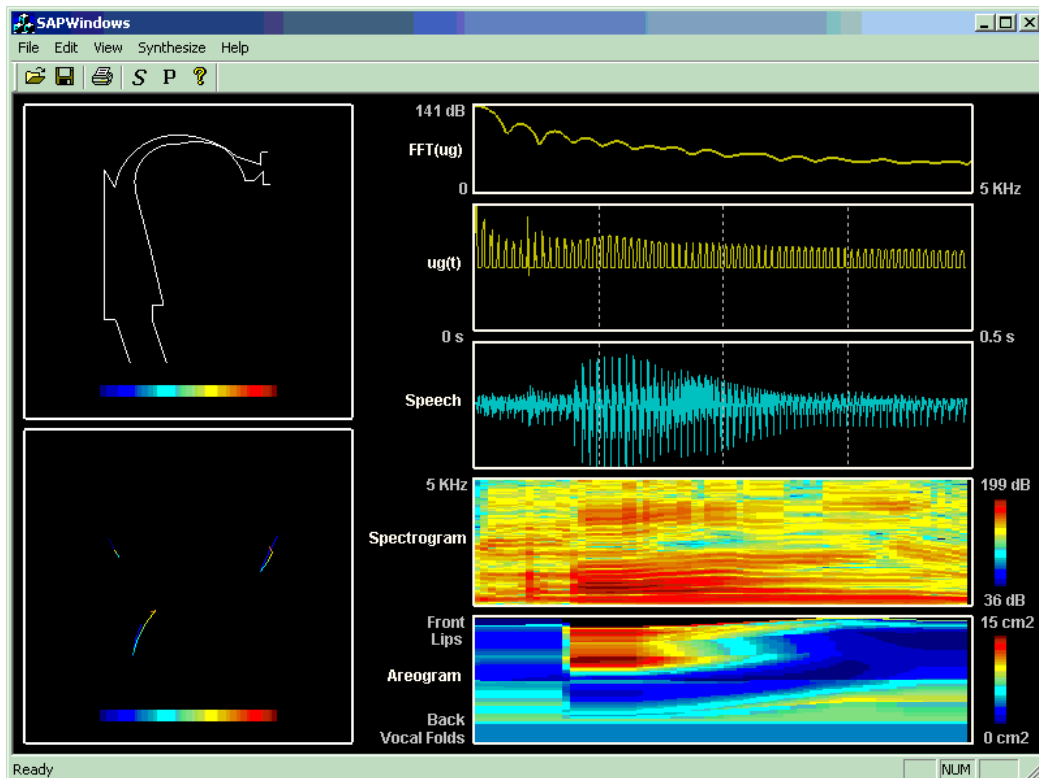 SAPWindows
File Edit View Synthesize Help
S P ?
141 dB
FFT(ug)
0 5 KHz
ug(t)
0 s 0.5 s
Speech
5 KHz 199 dB
Spectrogram
36 dB
Front 15 cm2
Lips
Areogram
Back
Vocal Folds 0 cm2
Ready NUM